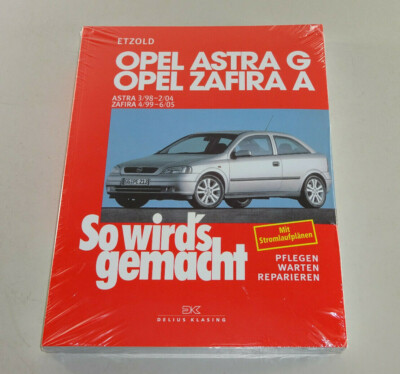 ETZOLD
OPEL ASTRA G
OPEL ZAFIRA A
ASTRA 3/98–2/04
ZAFIRA 4/99–6/05
So wird's
gemacht
Mit
Stromlaufplänen
PFLEGEN
WARTEN
REPARIEREN
DELIUS KLASING